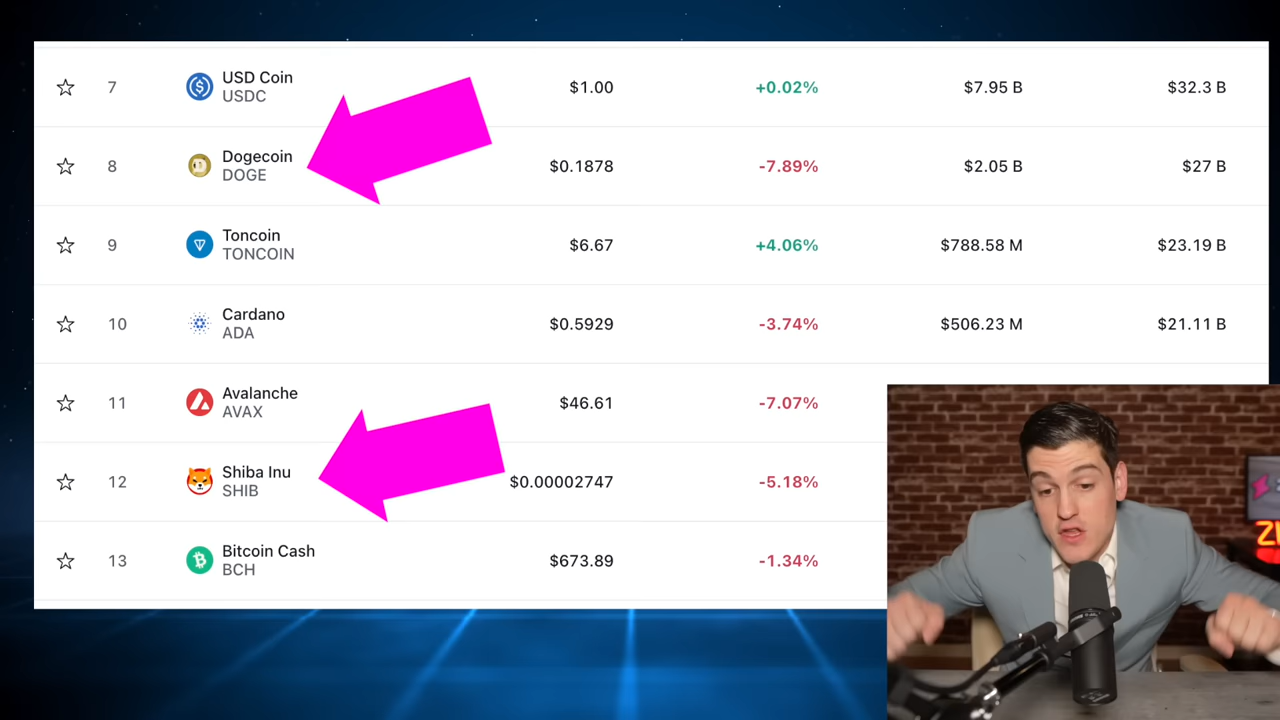 7 USD Coin $1.00 +0.02% $7.95 B $32.3 B
USDC
8 Dogecoin $0.1878 -7.89% $2.05 B $27 B
DOGE
9 Toncoin $6.67 +4.06% $788.58 M $23.19 B
TONCOIN
10 Cardano $0.5929 -3.74% $506.23 M $21.11 B
ADA
11 Avalanche $46.61 -7.07%
AVAX
12 Shiba Inu $0.00002747 -5.18%
SHIB
13 Bitcoin Cash $673.89 -1.34%
BCH